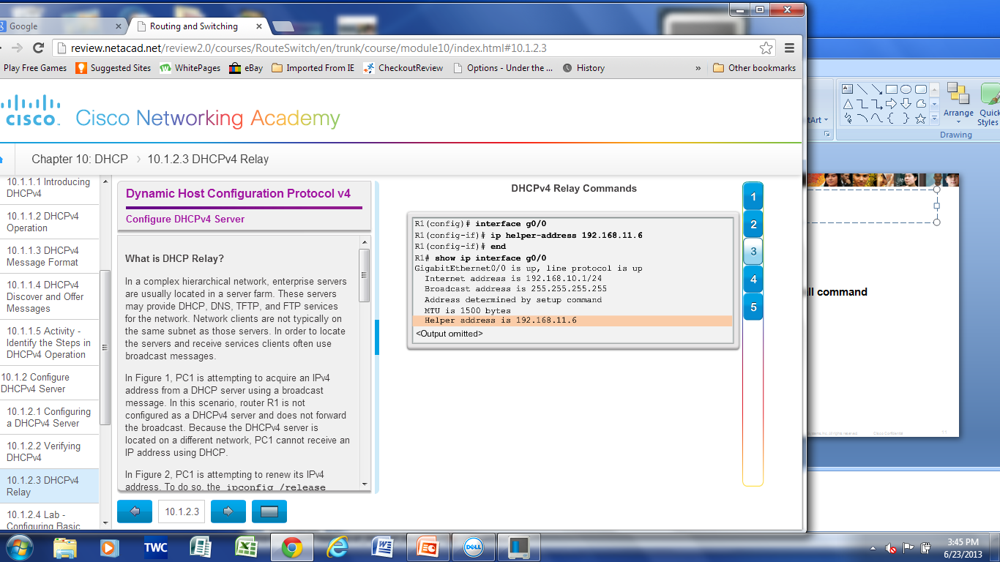 Google
Routing and Switching
review.netacad.net/review2.0/courses/RouteSwitch/en/trunk/course/module10/index.html#10.1.2.3
Play Free Games
Suggested Sites
WhitePages
eBay
Imported From IE
CheckoutReview
Options - Under the ...
History
»
Other bookmarks
CISCO.
Cisco Networking Academy
Chapter 10: DHCP > 10.1.2.3 DHCPv4 Relay
10.1.1.1 Introducing
DHCPv4
10.1.1.2 DHCPv4
Operation
10.1.1.3 DHCPv4
Message Format
10.1.1.4 DHCPv4
Discover and Offer
Messages
10.1.1.5 Activity -
Identify the Steps in
DHCPv4 Operation
10.1.2 Configure
DHCPv4 Server
10.1.2.1 Configuring
a DHCPv4 Server
10.1.2.2 Verifying
DHCPv4
10.1.2.3 DHCPv4
Relay
10.1.2.4 Lab -
Configuring Basic
Dynamic Host Configuration Protocol v4
Configure DHCPv4 Server
What is DHCP Relay?
In a complex hierarchical network, enterprise servers
are usually located in a server farm. These servers
may provide DHCP, DNS, TFTP, and FTP services
for the network. Network clients are not typically on
the same subnet as those servers. In order to locate
the servers and receive services clients often use
broadcast messages.
In Figure 1, PC1 is attempting to acquire an IPv4
address from a DHCP server using a broadcast
message. In this scenario, router R1 is not
configured as a DHCPv4 server and does not forward
the broadcast. Because the DHCPv4 server is
located on a different network, PC1 cannot receive an
IP address using DHCP.
In Figure 2, PC1 is attempting to renew its IPv4
address. To do so, the ipconfig /release
10.1.2.3
DHCPv4 Relay Commands
R1(config)# interface g0/0
R1(config-if)# ip helper-address 192.168.11.6
R1(config-if)# end
R1# show ip interface g0/0
GigabitEthernet0/0 is up, line protocol is up
Internet address is 192.168.10.1/24
Broadcast address is 255.255.255.255
Address determined by setup command
MTU is 1500 bytes
Helper address is 192.168.11.6
<Output omitted>
1
2
3
4
5
tArt
Arrange
Quick
Styles
Drawing
ll command
Cisco Confidential
TWC
DELL
3:45 PM
6/23/2013